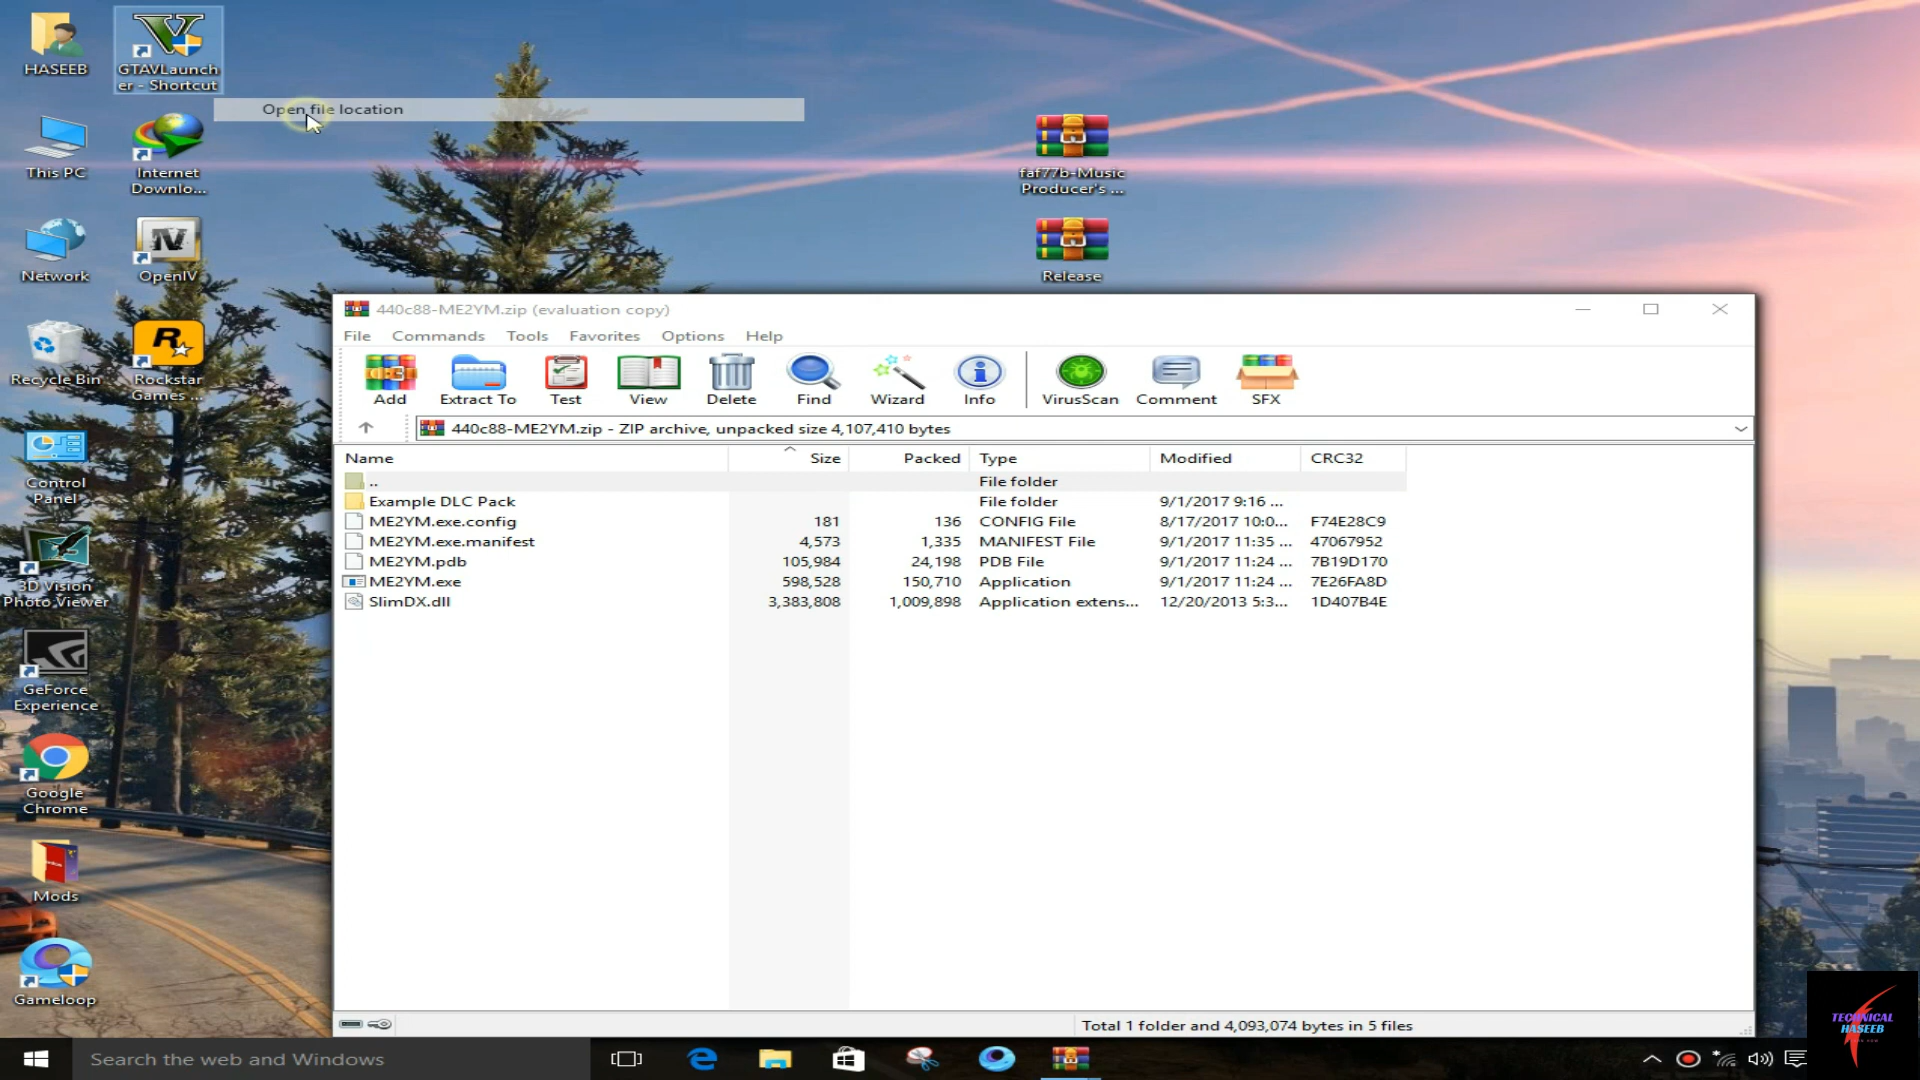 HASEEB
GTAVLaunch
er - Shortcut
Open file location
This PC
Internet
Downlo...
faf77b-Music
Producer's ...
Network
OpenIV
Release
Recycle Bin
Rockstar
Games ...
Control
Panel
3D Vision
Photo Viewer
GeForce
Experience
Google
Chrome
Mods
Gameloop
440c88-ME2YM.zip (evaluation copy)
File Commands Tools Favorites Options Help
Add Extract To Test View Delete Find Wizard Info VirusScan Comment SFX
440c88-ME2YM.zip - ZIP archive, unpacked size 4,107,410 bytes
Name Size Packed Type Modified CRC32
.. File folder
Example DLC Pack File folder 9/1/2017 9:16 ...
ME2YM.exe.config 181 136 CONFIG File 8/17/2017 10:0... F74E28C9
ME2YM.exe.manifest 4,573 1,335 MANIFEST File 9/1/2017 11:35 ... 47067952
ME2YM.pdb 105,984 24,198 PDB File 9/1/2017 11:24 ... 7B19D170
ME2YM.exe 598,528 150,710 Application 9/1/2017 11:24 ... 7E26FA8D
SlimDX.dll 3,383,808 1,009,898 Application extens... 12/20/2013 5:3... 1D407B4E
Total 1 folder and 4,093,074 bytes in 5 files
Search the web and Windows
TECHNICAL
HASEEB